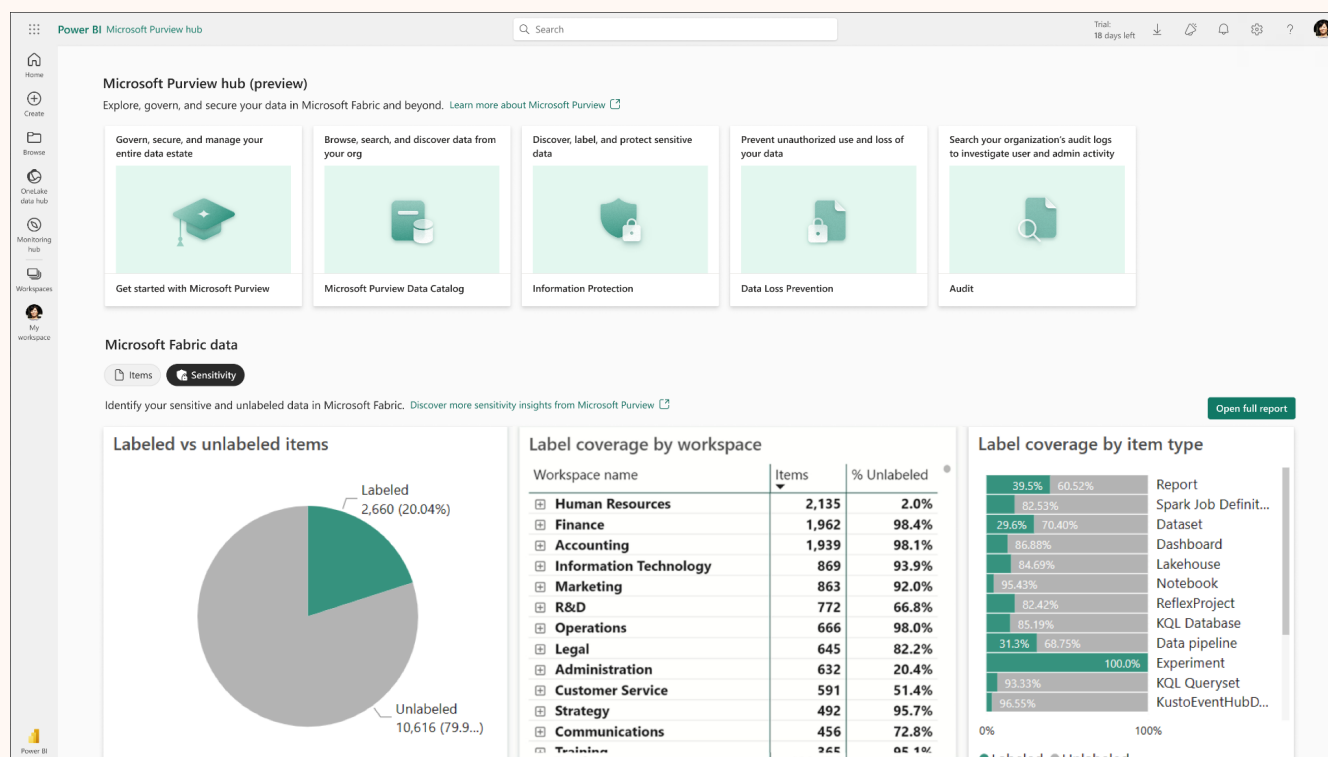 Power BI Microsoft Purview hub
Search
Trial:
18 days left
Home
Create
Browse
OneLake
data hub
Monitoring
hub
Workspaces
My
workspace
Power BI
Microsoft Purview hub (preview)
Explore, govern, and secure your data in Microsoft Fabric and beyond. Learn more about Microsoft Purview
Govern, secure, and manage your
entire data estate
Get started with Microsoft Purview
Browse, search, and discover data from
your org
Microsoft Purview Data Catalog
Discover, label, and protect sensitive
data
Information Protection
Prevent unauthorized use and loss of
your data
Data Loss Prevention
Search your organization's audit logs
to investigate user and admin activity
Audit
Microsoft Fabric data
Items
Sensitivity
Identify your sensitive and unlabeled data in Microsoft Fabric. Discover more sensitivity insights from Microsoft Purview
Open full report
Labeled vs unlabeled items
Labeled
2,660 (20.04%)
Unlabeled
10,616 (79.9...)
Label coverage by workspace
Workspace name Items % Unlabeled
Human Resources 2,135 2.0%
Finance 1,962 98.4%
Accounting 1,939 98.1%
Information Technology 869 93.9%
Marketing 863 92.0%
R&D 772 66.8%
Operations 666 98.0%
Legal 645 82.2%
Administration 632 20.4%
Customer Service 591 51.4%
Strategy 492 95.7%
Communications 456 72.8%
Training 365 95.1%
Label coverage by item type
39.5% 60.52% Report
82.53% Spark Job Definit...
29.6% 70.40% Dataset
86.88% Dashboard
84.69% Lakehouse
95.43% Notebook
82.42% ReflexProject
85.19% KQL Database
31.3% 68.75% Data pipeline
100.0% Experiment
93.33% KQL Queryset
96.55% KustoEventHubD...
0% 100%
Labeled Unlabeled